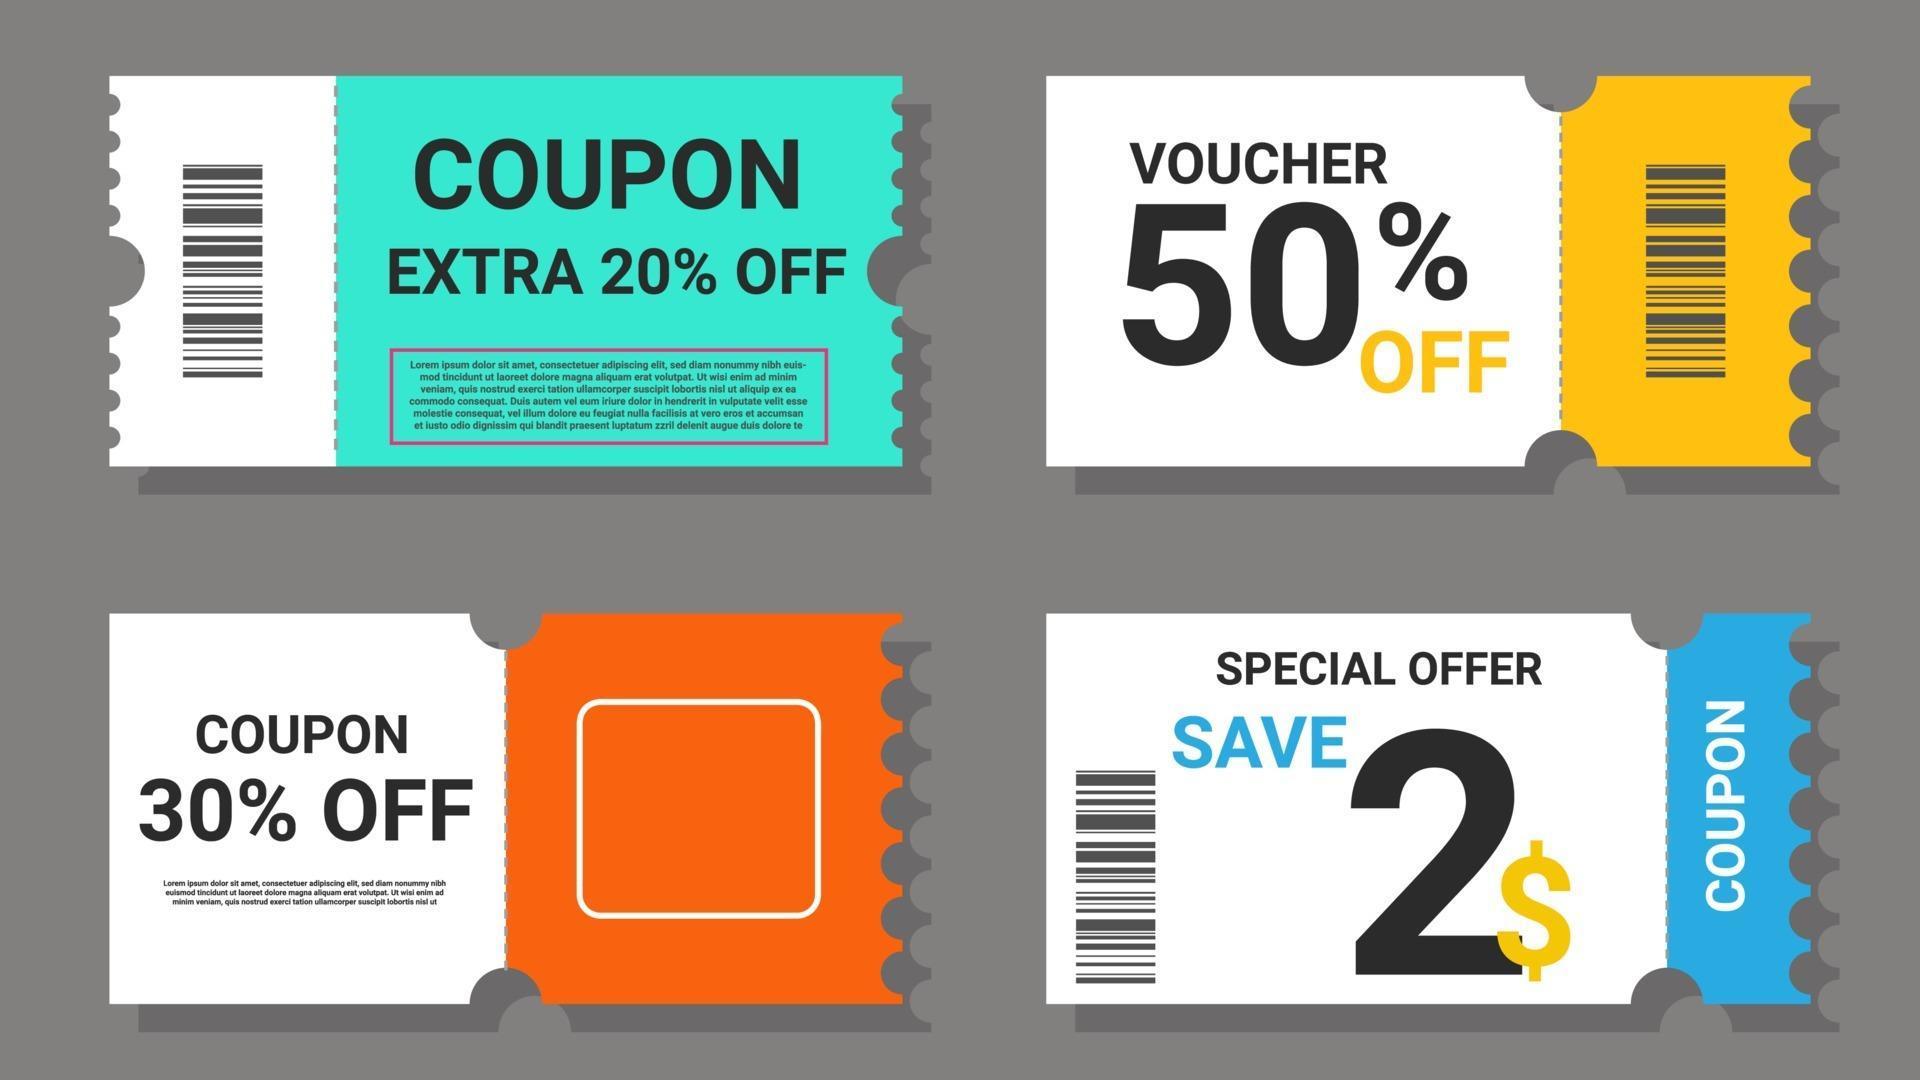 COUPON
EXTRA 20% OFF
Lorem ipsum dolor sit amet, consectetuer adipiscing elit, sed diam nonummy nibh euis-
mod tincidunt ut laoreet dolore magna aliquam erat volutpat. Ut wisi enim ad minim
veniam, quis nostrud exerci tation ullamcorper suscipit lobortis nisl ut aliquip ex ea
commodo consequat. Duis autem vel eum iriure dolor in hendrerit in vulputate velit esse
molestie consequat, vel illum dolore eu feugiat nulla facilisis at vero eros et accumsan
et iusto odio dignissim qui blandit praesent luptatum zzril delenit augue duis dolore te
VOUCHER
50%
OFF
COUPON
30% OFF
Lorem ipsum dolor sit amet, consectetuer adipiscing elit, sed diam nonummy nibh
euismod tincidunt ut laoreet dolore magna aliquam erat volutpat. Ut wisi enim ad
minim veniam, quis nostrud exerci tation ullamcorper suscipit lobortis nisl ut
SPECIAL OFFER
SAVE
2$
COUPON